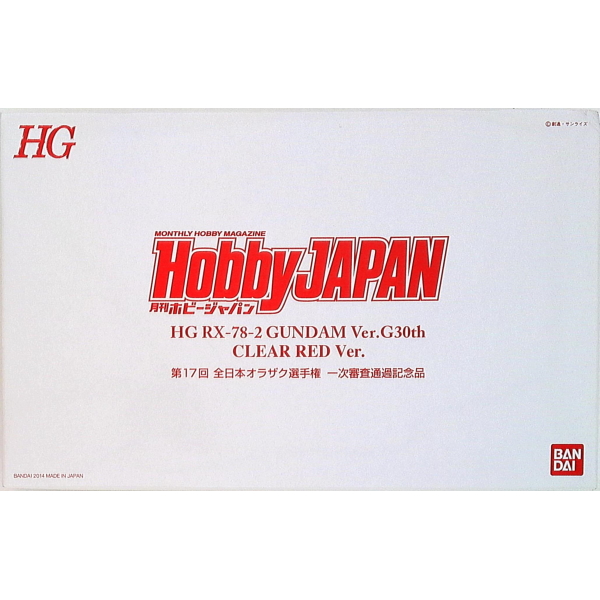 HG
©創通・サンライズ
MONTHLY HOBBY MAGAZINE
HobbyJAPAN
月刊ホビージャパン
HG RX-78-2 GUNDAM Ver.G30th
CLEAR RED Ver.
第17回 全日本オラザク選手権 一次審査通過記念品
BANDAI 2014 MADE IN JAPAN
BAN
DAI